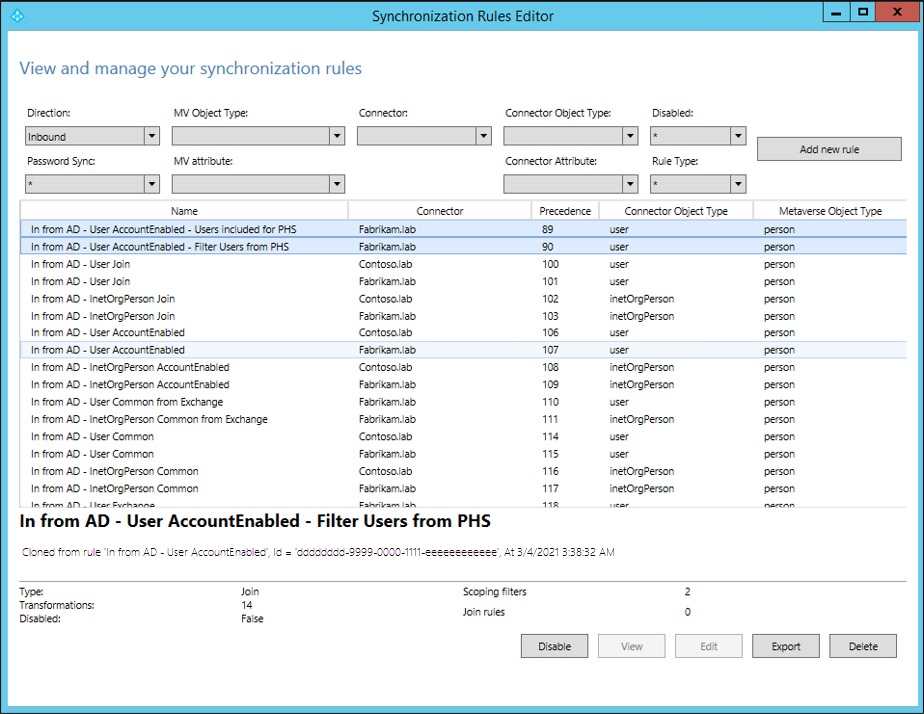 Synchronization Rules Editor
View and manage your synchronization rules
Direction: MV Object Type: Connector: Connector Object Type: Disabled:
Inbound *
Add new rule
Password Sync: MV attribute: Connector Attribute: Rule Type:
* *
Name Connector Precedence Connector Object Type Metaverse Object Type
In from AD - User AccountEnabled - Users included for PHS Fabrikam.lab 89 user person
In from AD - User AccountEnabled - Filter Users from PHS Fabrikam.lab 90 user person
In from AD - User Join Contoso.lab 100 user person
In from AD - User Join Fabrikam.lab 101 user person
In from AD - InetOrgPerson Join Contoso.lab 102 inetOrgPerson person
In from AD - InetOrgPerson Join Fabrikam.lab 103 inetOrgPerson person
In from AD - User AccountEnabled Contoso.lab 106 user person
In from AD - User AccountEnabled Fabrikam.lab 107 user person
In from AD - InetOrgPerson AccountEnabled Contoso.lab 108 inetOrgPerson person
In from AD - InetOrgPerson AccountEnabled Fabrikam.lab 109 inetOrgPerson person
In from AD - User Common from Exchange Fabrikam.lab 110 user person
In from AD - InetOrgPerson Common from Exchange Fabrikam.lab 111 inetOrgPerson person
In from AD - User Common Contoso.lab 114 user person
In from AD - User Common Fabrikam.lab 115 user person
In from AD - InetOrgPerson Common Contoso.lab 116 inetOrgPerson person
In from AD - InetOrgPerson Common Fabrikam.lab 117 inetOrgPerson person
In from AD - User Exchange Fabrikam.lab 118 user person
In from AD - User AccountEnabled - Filter Users from PHS
Cloned from rule 'In from AD - User AccountEnabled', Id = 'dddddddd-9999-0000-1111-eeeeeeeeeeee', At 3/4/2021 3:38:32 AM
Type: Join Scoping filters 2
Transformations: 14 Join rules 0
Disabled: False
Disable View Edit Export Delete